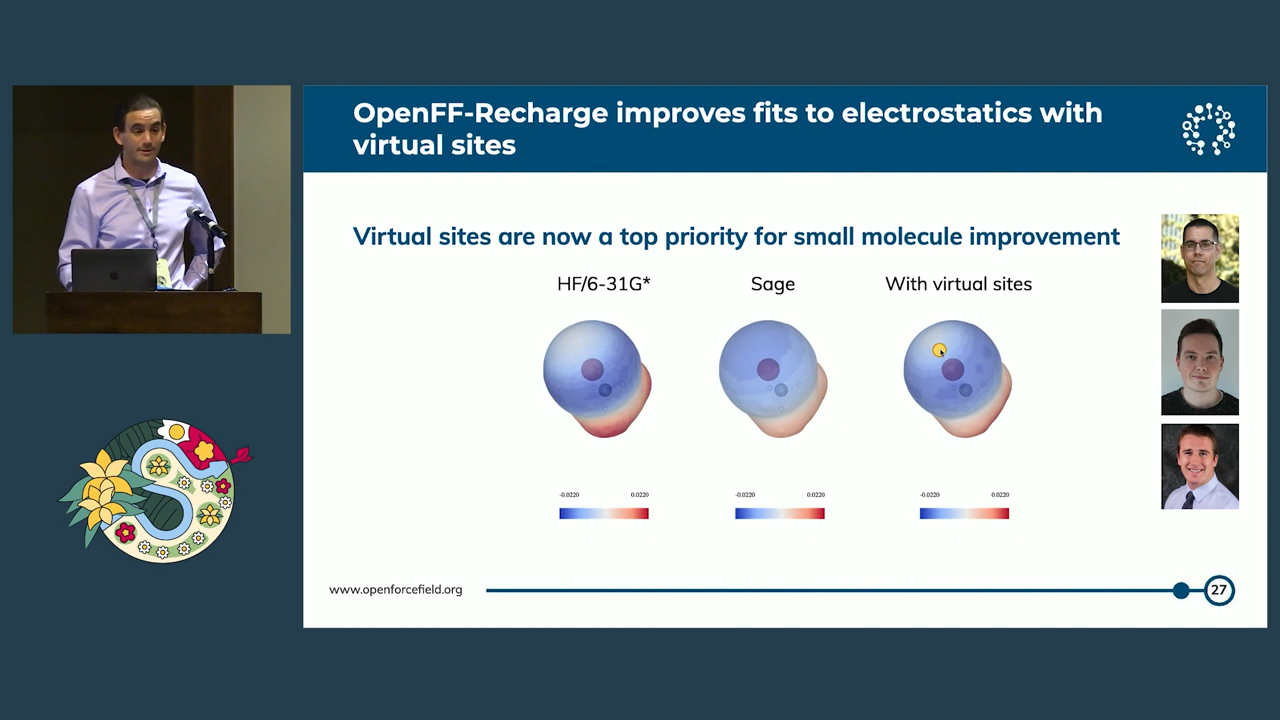 OpenFF-Recharge improves fits to electrostatics with
virtual sites
Virtual sites are now a top priority for small molecule improvement
HF/6-31G*
Sage
With virtual sites
-0.0220
0.0220
-0.0220
0.0220
-0.0220
0.0220
www.openforcefield.org
27